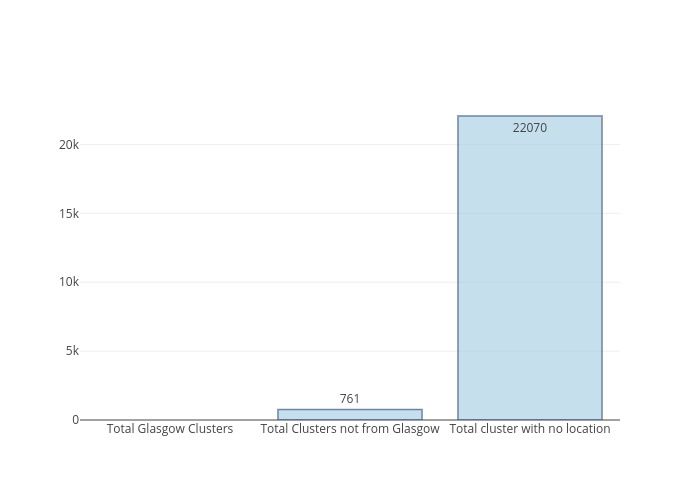 20k
15k
10k
5k
0
22070
761
Total Glasgow Clusters
Total Clusters not from Glasgow
Total cluster with no location